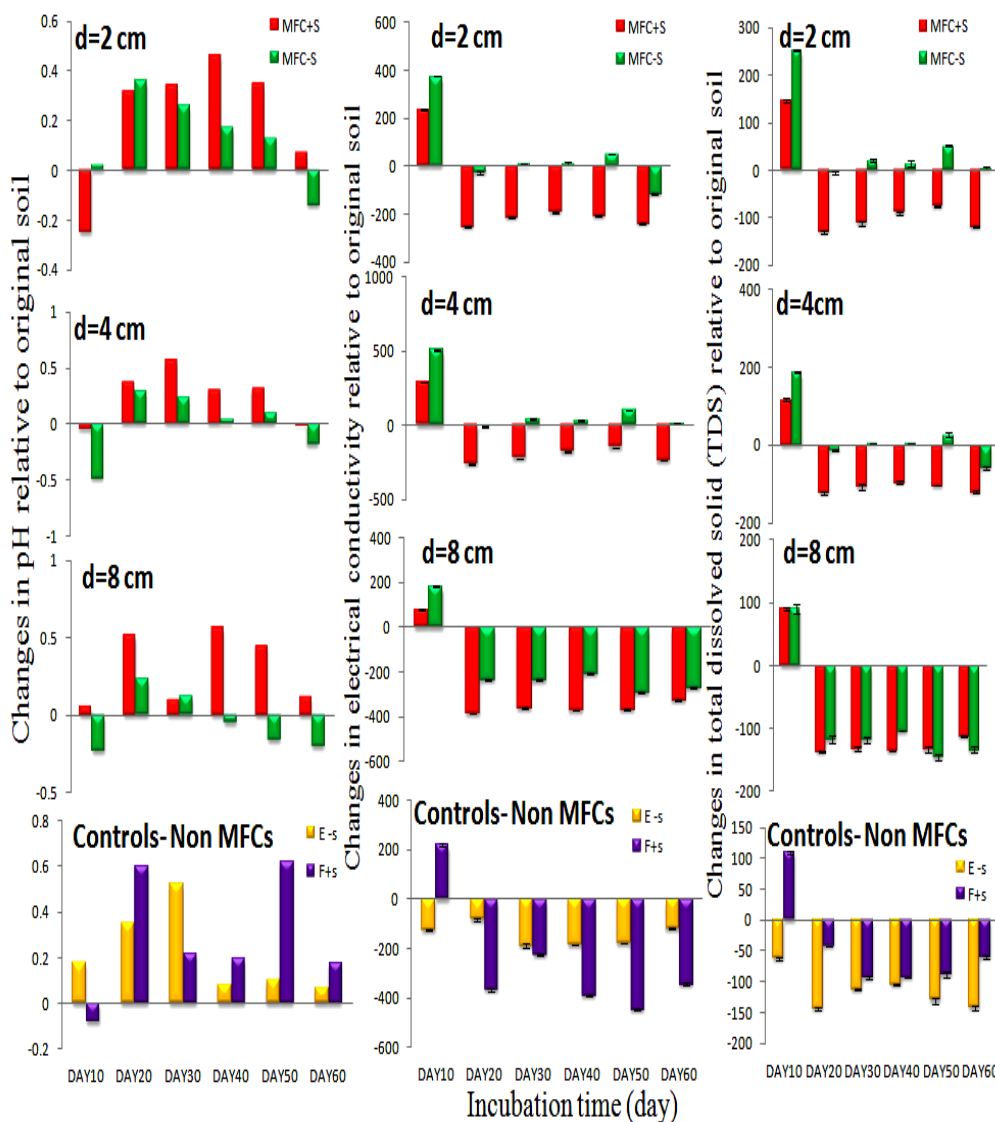 Changes in pH relative to original soil
0.6
0.4
0.2
0
-0.2
-0.4
d=2 cm
MFC+S
MFC-S
1
0.5
0
-0.5
-1
d=4 cm
1
0.5
0
-0.5
d=8 cm
0.8
0.6
0.4
0.2
0
-0.2
Controls- Non MFCs
E -s
F+s
DAY10 DAY20 DAY30 DAY40 DAY50 DAY60
Changes in electrical conductivity relative to original soil
600
400
200
0
-200
-400
d=2 cm
MFC+S
MFC-S
1000
500
0
-500
d=4 cm
400
200
0
-200
-400
-600
d=8 cm
400
200
0
-200
-400
-600
Controls- Non MFCs
E -s
F+s
DAY10 DAY20 DAY30 DAY40 DAY50 DAY60
Changes in total dissolved solid (TDS) relative to original soil
300
200
100
0
-100
-200
d=2 cm
MFC+S
MFC-S
400
200
0
-200
d=4cm
200
100
0
-100
-200
d=8 cm
150
100
50
0
-50
-100
-150
-200
Controls- Non MFCs
E -s
F+s
DAY10 DAY20 DAY30 DAY40 DAY50 DAY60
Incubation time (day)